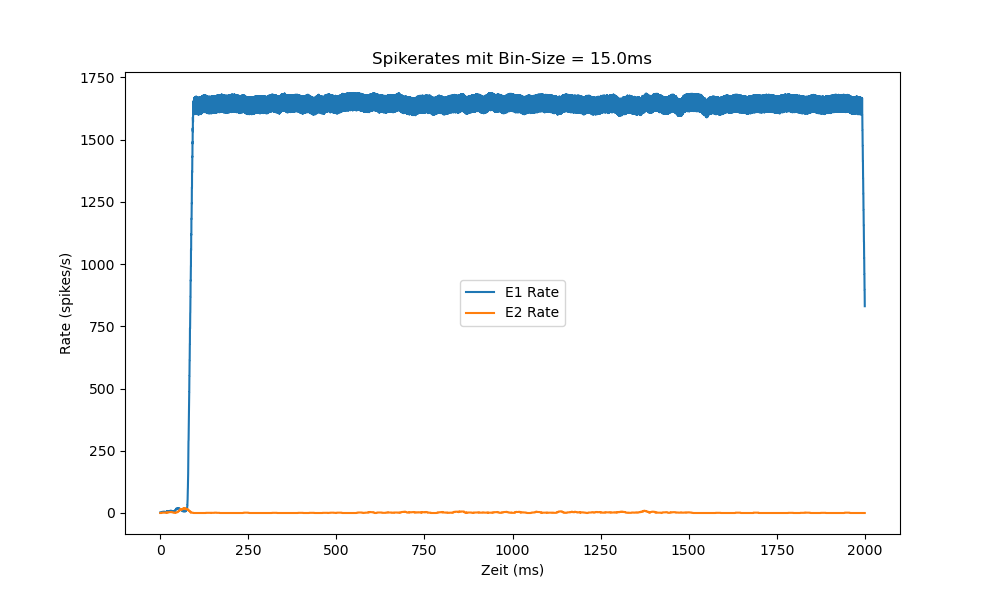 Spikerates mit Bin-Size = 15.0ms
1750
1500
1250
1000
750
500
250
0
Rate (spikes/s)
E1 Rate
E2 Rate
0 250 500 750 1000 1250 1500 1750 2000
Zeit (ms)